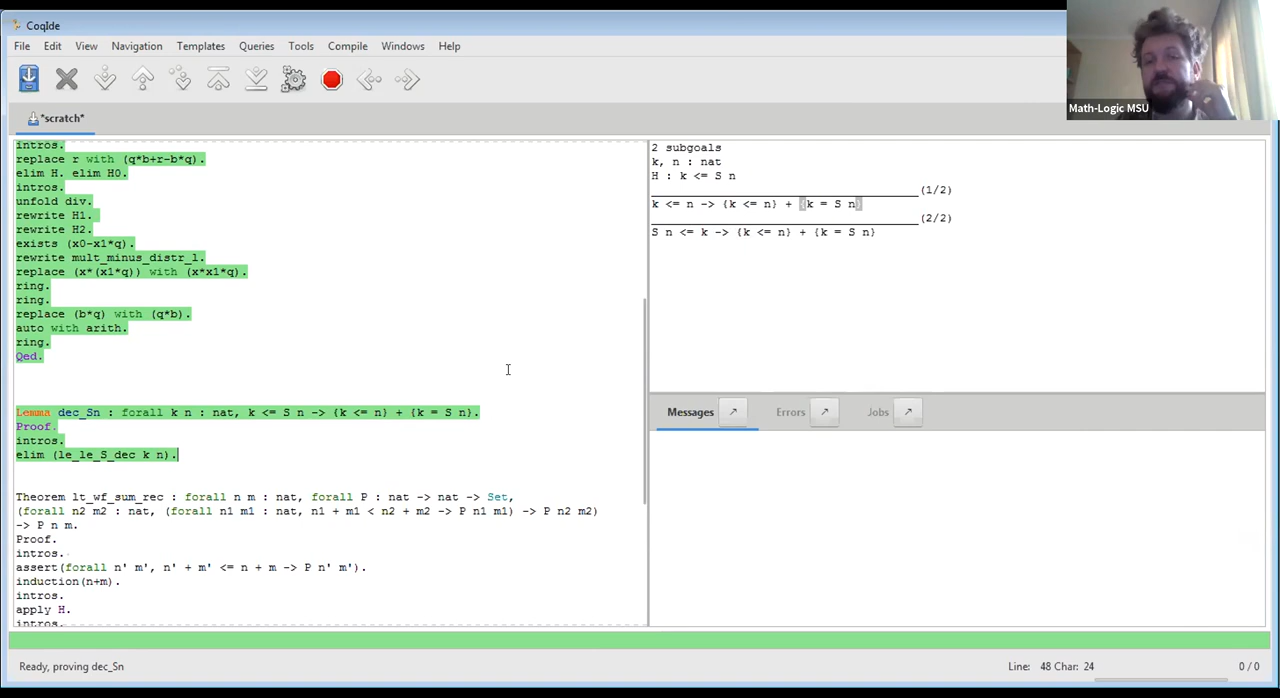 CoqIde
File Edit View Navigation Templates Queries Tools Compile Windows Help
Math-Logic MSU
*scratch*
intros.
replace r with (q*b+r-b*q).
elim H. elim H0.
intros.
unfold div.
rewrite H1.
rewrite H2.
exists (x0-x1*q).
rewrite mult_minus_distr_l.
replace (x*(x1*q)) with (x*x1*q).
ring.
ring.
replace (b*q) with (q*b).
auto with arith.
ring.
Qed.
Lemma dec_Sn : forall k n : nat, k <= S n -> {k <= n} + {k = S n}.
Proof.
intros.
elim (le_le_S_dec k n).
Theorem lt_wf_sum_rec : forall n m : nat, forall P : nat -> nat -> Set,
(forall n2 m2 : nat, (forall n1 m1 : nat, n1 + m1 < n2 + m2 -> P n1 m1) -> P n2 m2)
-> P n m.
Proof.
intros.
assert(forall n' m', n' + m' <= n + m -> P n' m').
induction(n+m).
intros.
apply H.
intros.
2 subgoals
k, n : nat
H : k <= S n
(1/2)
k <= n -> {k <= n} + {k = S n}
(2/2)
S n <= k -> {k <= n} + {k = S n}
Messages Errors Jobs
Ready, proving dec_Sn
Line: 48 Char: 24
0 / 0